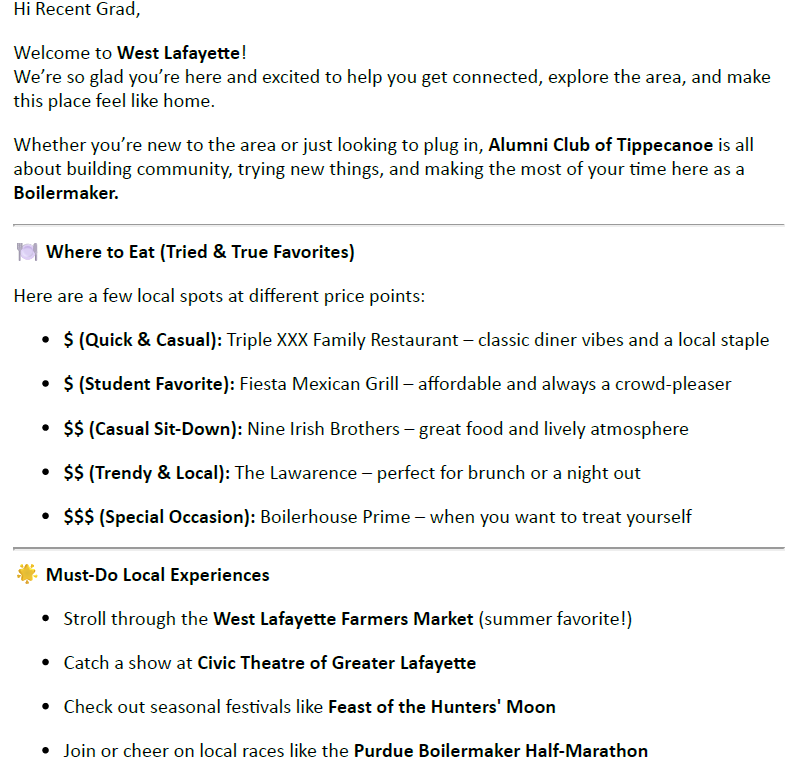 Hi Recent Grad,
Welcome to West Lafayette!
We’re so glad you’re here and excited to help you get connected, explore the area, and make
this place feel like home.
Whether you’re new to the area or just looking to plug in, Alumni Club of Tippecanoe is all
about building community, trying new things, and making the most of your time here as a
Boilermaker.
Where to Eat (Tried & True Favorites)
Here are a few local spots at different price points:
• $ (Quick & Casual): Triple XXX Family Restaurant – classic diner vibes and a local staple
• $ (Student Favorite): Fiesta Mexican Grill – affordable and always a crowd-pleaser
• $$ (Casual Sit-Down): Nine Irish Brothers – great food and lively atmosphere
• $$ (Trendy & Local): The Lawarence – perfect for brunch or a night out
• $$$ (Special Occasion): Boilerhouse Prime – when you want to treat yourself
Must-Do Local Experiences
• Stroll through the West Lafayette Farmers Market (summer favorite!)
• Catch a show at Civic Theatre of Greater Lafayette
• Check out seasonal festivals like Feast of the Hunters' Moon
• Join or cheer on local races like the Purdue Boilermaker Half-Marathon